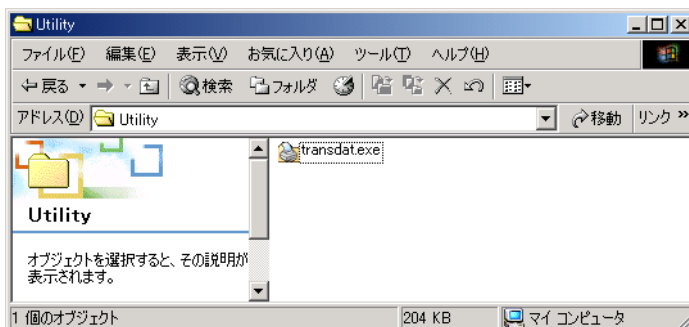 Utility
ファイル(F) 編集(E) 表示(V) お気に入り(A) ツール(T) ヘルプ(H)
戻る 検索 フォルダ
アドレス(D) Utility 移動 リンク »
transdat.exe
Utility
オブジェクトを選択すると、その説明が
表示されます。
1 個のオブジェクト 204 KB マイ コンピュータ